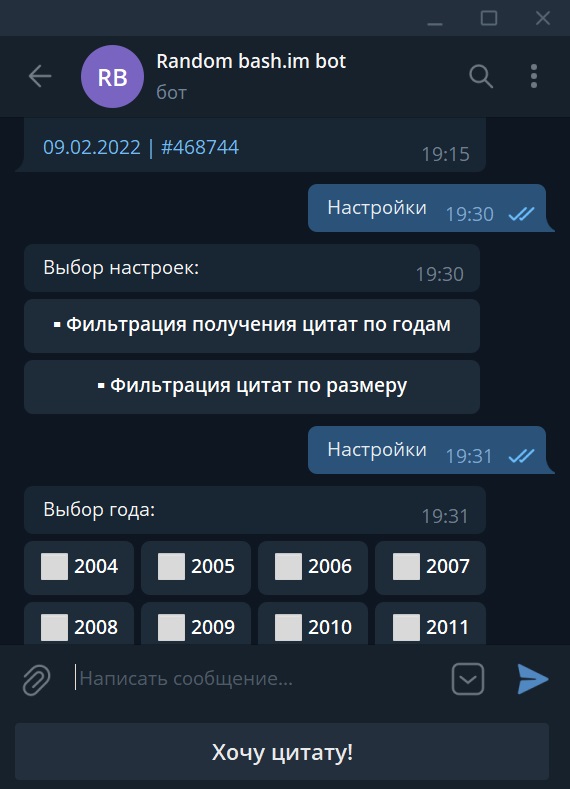 Random bash.im bot
RB
бот
09.02.2022 | #468744
19:15
Настройки 19:30
Выбор настроек: 19:30
▪ Фильтрация получения цитат по годам
▪ Фильтрация цитат по размеру
Настройки 19:31
Выбор года: 19:31
2004 2005 2006 2007
2008 2009 2010 2011
Написать сообщение...
Хочу цитату!